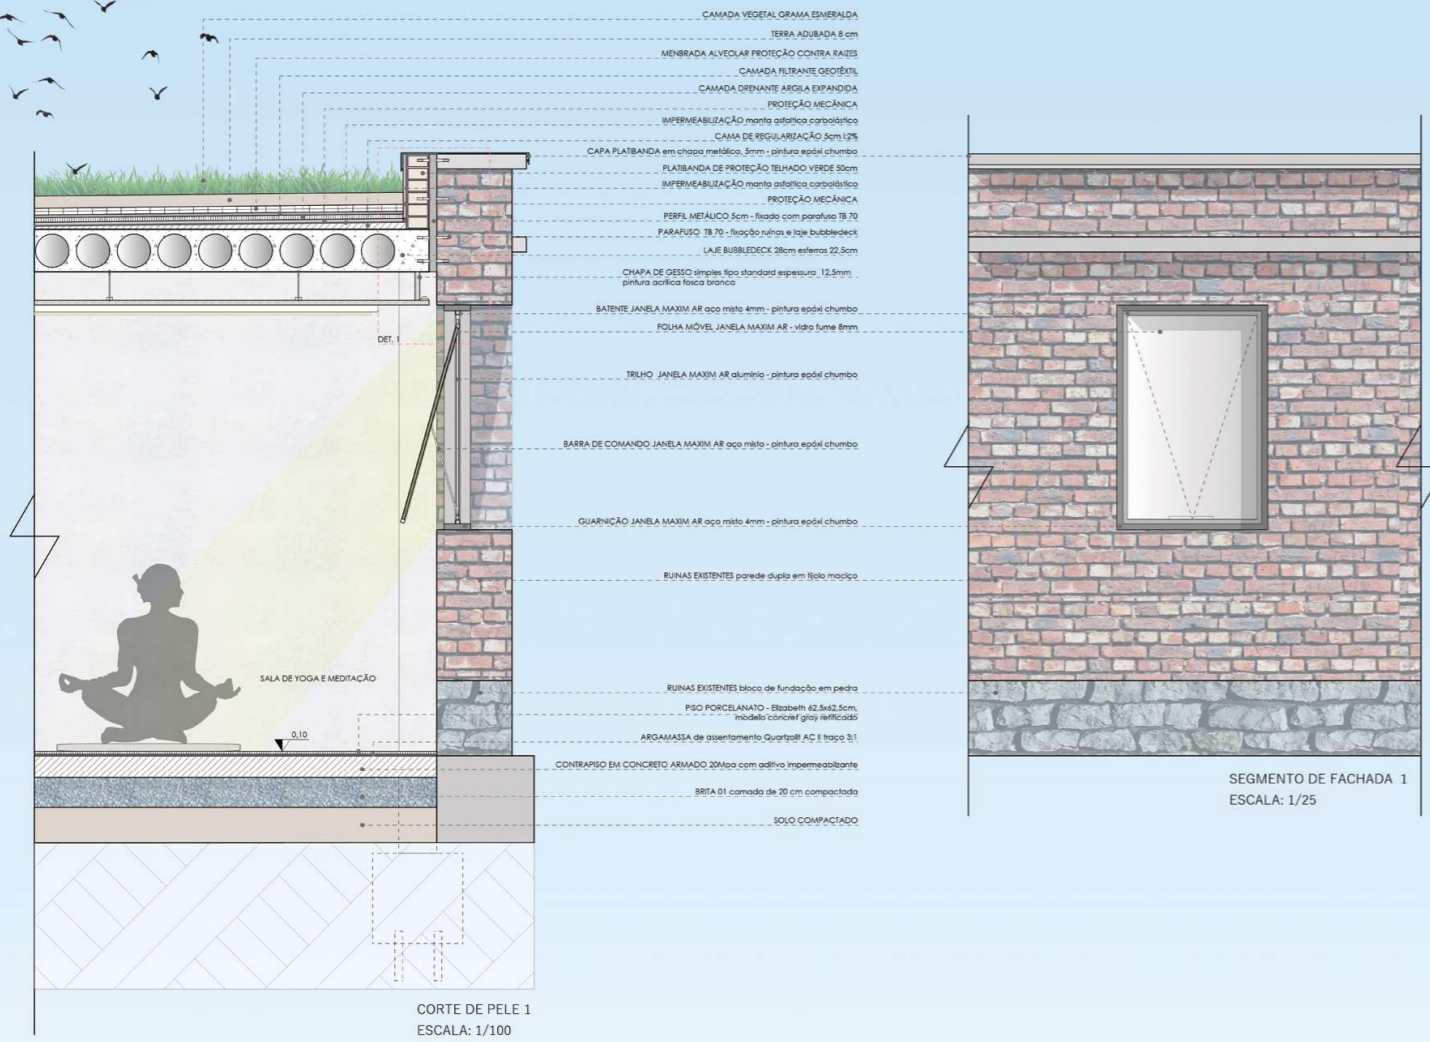 CAMADA VEGETAL GRAMA ESMERALDA
TERRA ADUBADA 8 cm
MENBRADA ALVEOLAR PROTEÇÃO CONTRA RAIZES
CAMADA FILTRANTE GEOTÊXTIL
CAMADA DRENANTE ARGILA EXPANDIDA
PROTEÇÃO MECÂNICA
IMPERMEABILIZAÇÃO manta asfaltica carbolástico
CAMA DE REGULARIZAÇÃO 5cm i:2%
CAPA PLATIBANDA em chapa metálica, 5mm - pintura epóxi chumbo
PLATIBANDA DE PROTEÇÃO TELHADO VERDE 50cm
IMPERMEABILIZAÇÃO manta asfaltica carbolástico
PROTEÇÃO MECÂNICA
PERFIL METÁLICO 5cm - fixado com parafuso TB 70
PARAFUSO TB 70 - fixação ruínas e laje bubbledeck
LAJE BUBBLEDECK 28cm esferras 22,5cm
CHAPA DE GESSO simples tipo standard espessura 12,5mm
pintura acrílica fosca branca
BATENTE JANELA MAXIM AR aço misto 4mm - pintura epóxi chumbo
FOLHA MÓVEL JANELA MAXIM AR - vidro fume 8mm
DET. 1
TRILHO JANELA MAXIM AR aluminio - pintura epóxi chumbo
BARRA DE COMANDO JANELA MAXIM AR aço misto - pintura epóxi chumbo
GUARNIÇÃO JANELA MAXIM AR aço misto 4mm - pintura epóxi chumbo
RUINAS EXISTENTES parede dupla em tijolo maciço
SALA DE YOGA E MEDITAÇÃO
RUINAS EXISTENTES bloco de fundação em pedra
PISO PORCELANATO - Elizabeth 62,5x62,5cm,
modelo concret gray retificado
0,10
ARGAMASSA de assentamento Quartzolit AC II traço 3:1
CONTRAPISO EM CONCRETO ARMADO 20Mpa com aditivo impermeabilzante
BRITA 01 camada de 20 cm compactada
SOLO COMPACTADO
SEGMENTO DE FACHADA 1
ESCALA: 1/25
CORTE DE PELE 1
ESCALA: 1/100